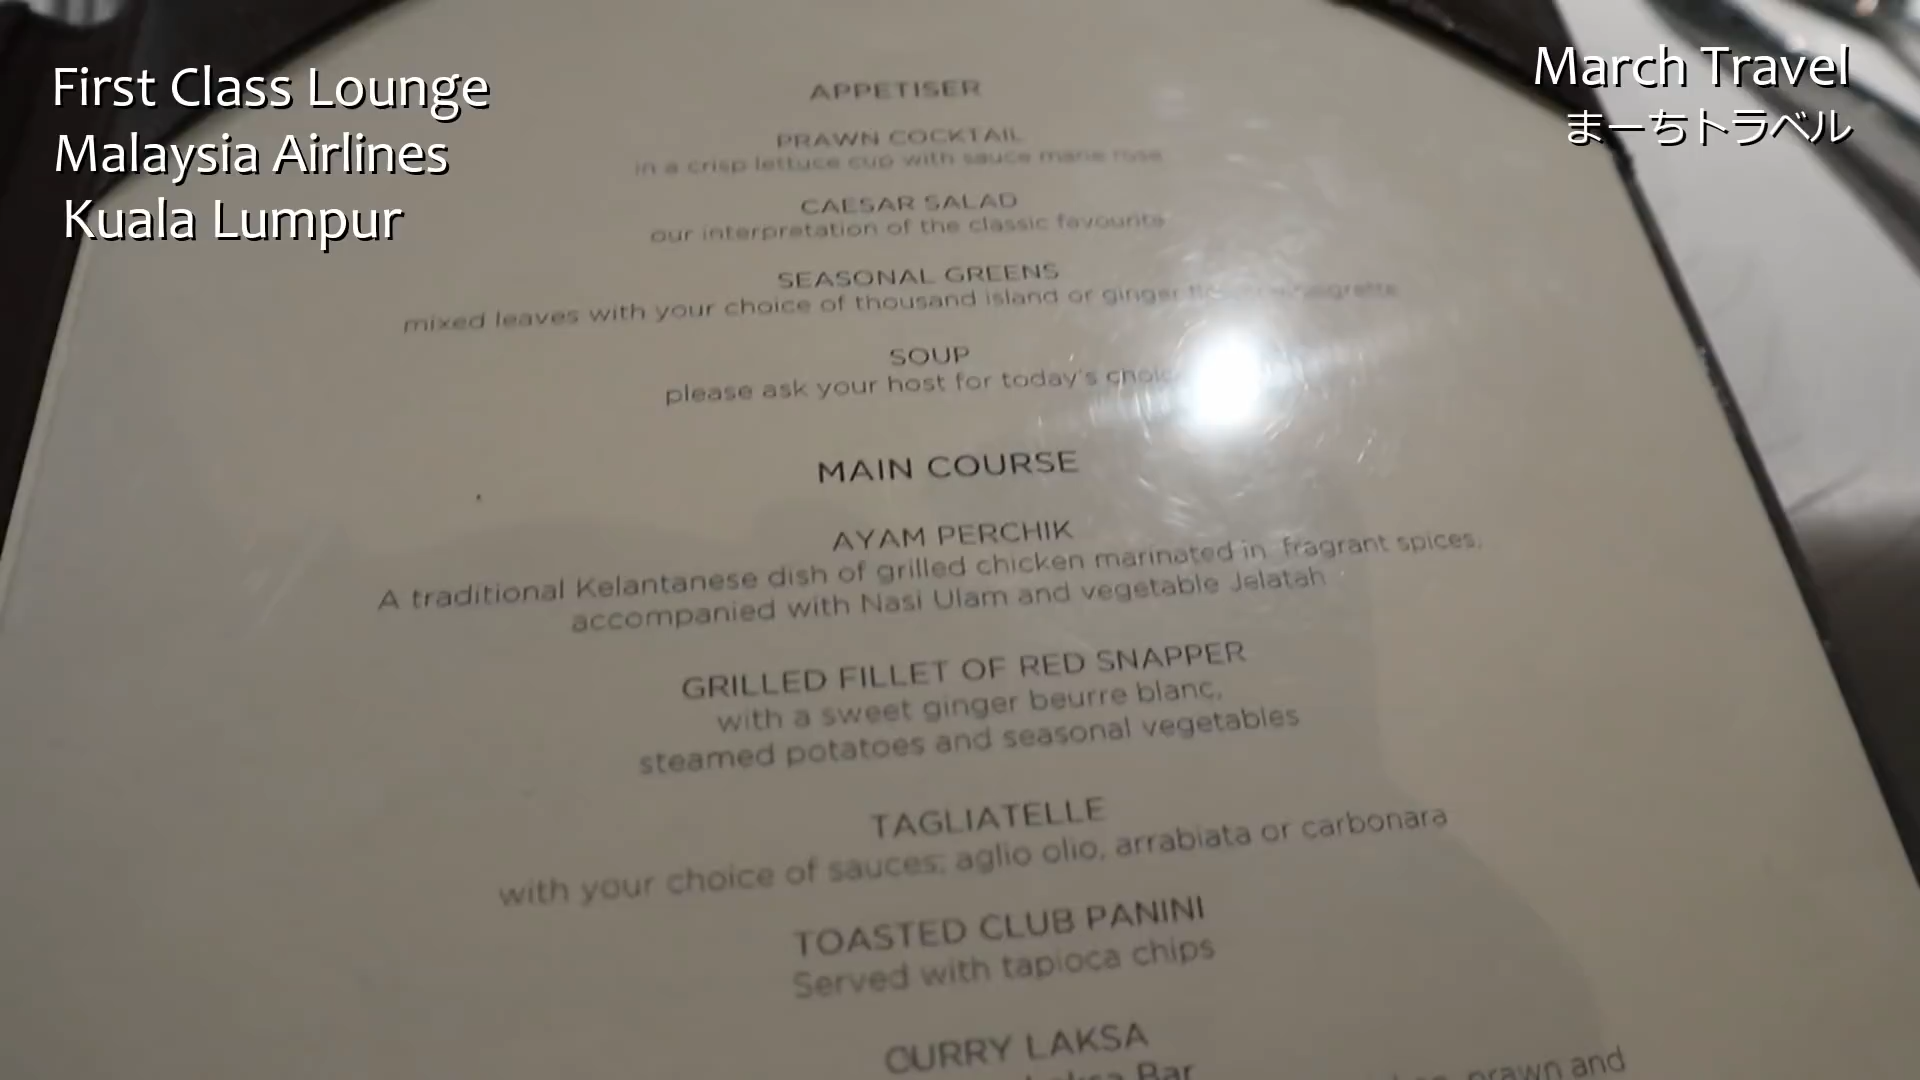 First Class Lounge
Malaysia Airlines
Kuala Lumpur
March Travel
まーちトラベル
APPETISER
PRAWN COCKTAIL
in a crisp lettuce cup with sauce marie rose
CAESAR SALAD
our interpretation of the classic favourite
SEASONAL GREENS
mixed leaves with your choice of thousand island or ginger
SOUP
please ask your host for today's choice
MAIN COURSE
AYAM PERCHIK
A traditional Kelantanese dish of grilled chicken marinated in fragrant spices,
accompanied with Nasi Ulam and vegetable Jelatah
GRILLED FILLET OF RED SNAPPER
with a sweet ginger beurre blanc,
steamed potatoes and seasonal vegetables
TAGLIATELLE
with your choice of sauces; aglio olio, arrabiata or carbonara
TOASTED CLUB PANINI
Served with tapioca chips
CURRY LAKSA
Laksa Bar prawn and